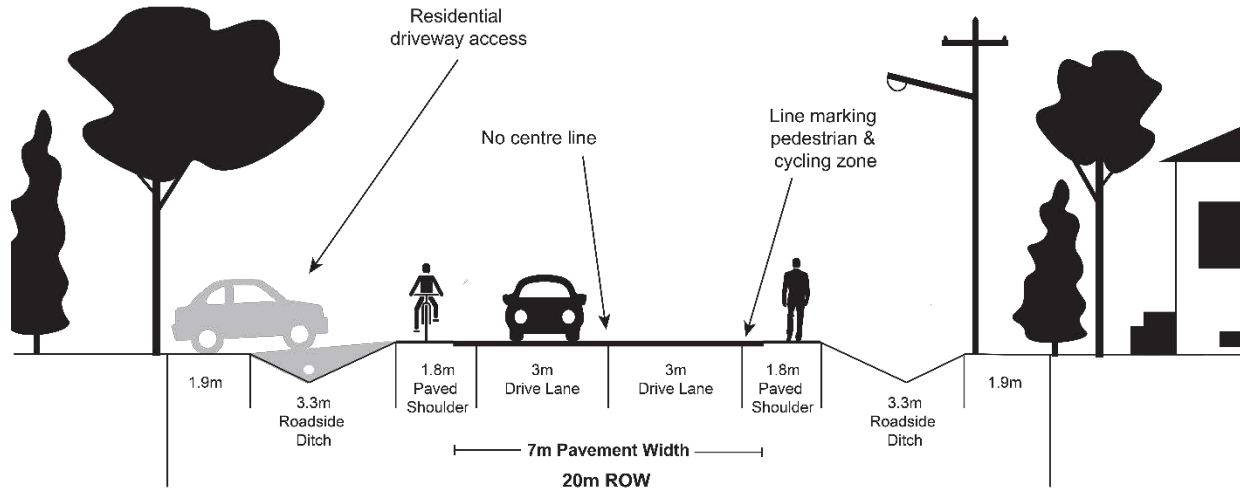 Residential
driveway access
No centre line
Line marking
pedestrian &
cycling zone
1.9m
3.3m
Roadside
Ditch
1.8m
Paved
Shoulder
3m
Drive Lane
3m
Drive Lane
1.8m
Paved
Shoulder
3.3m
Roadside
Ditch
1.9m
7m Pavement Width
20m ROW